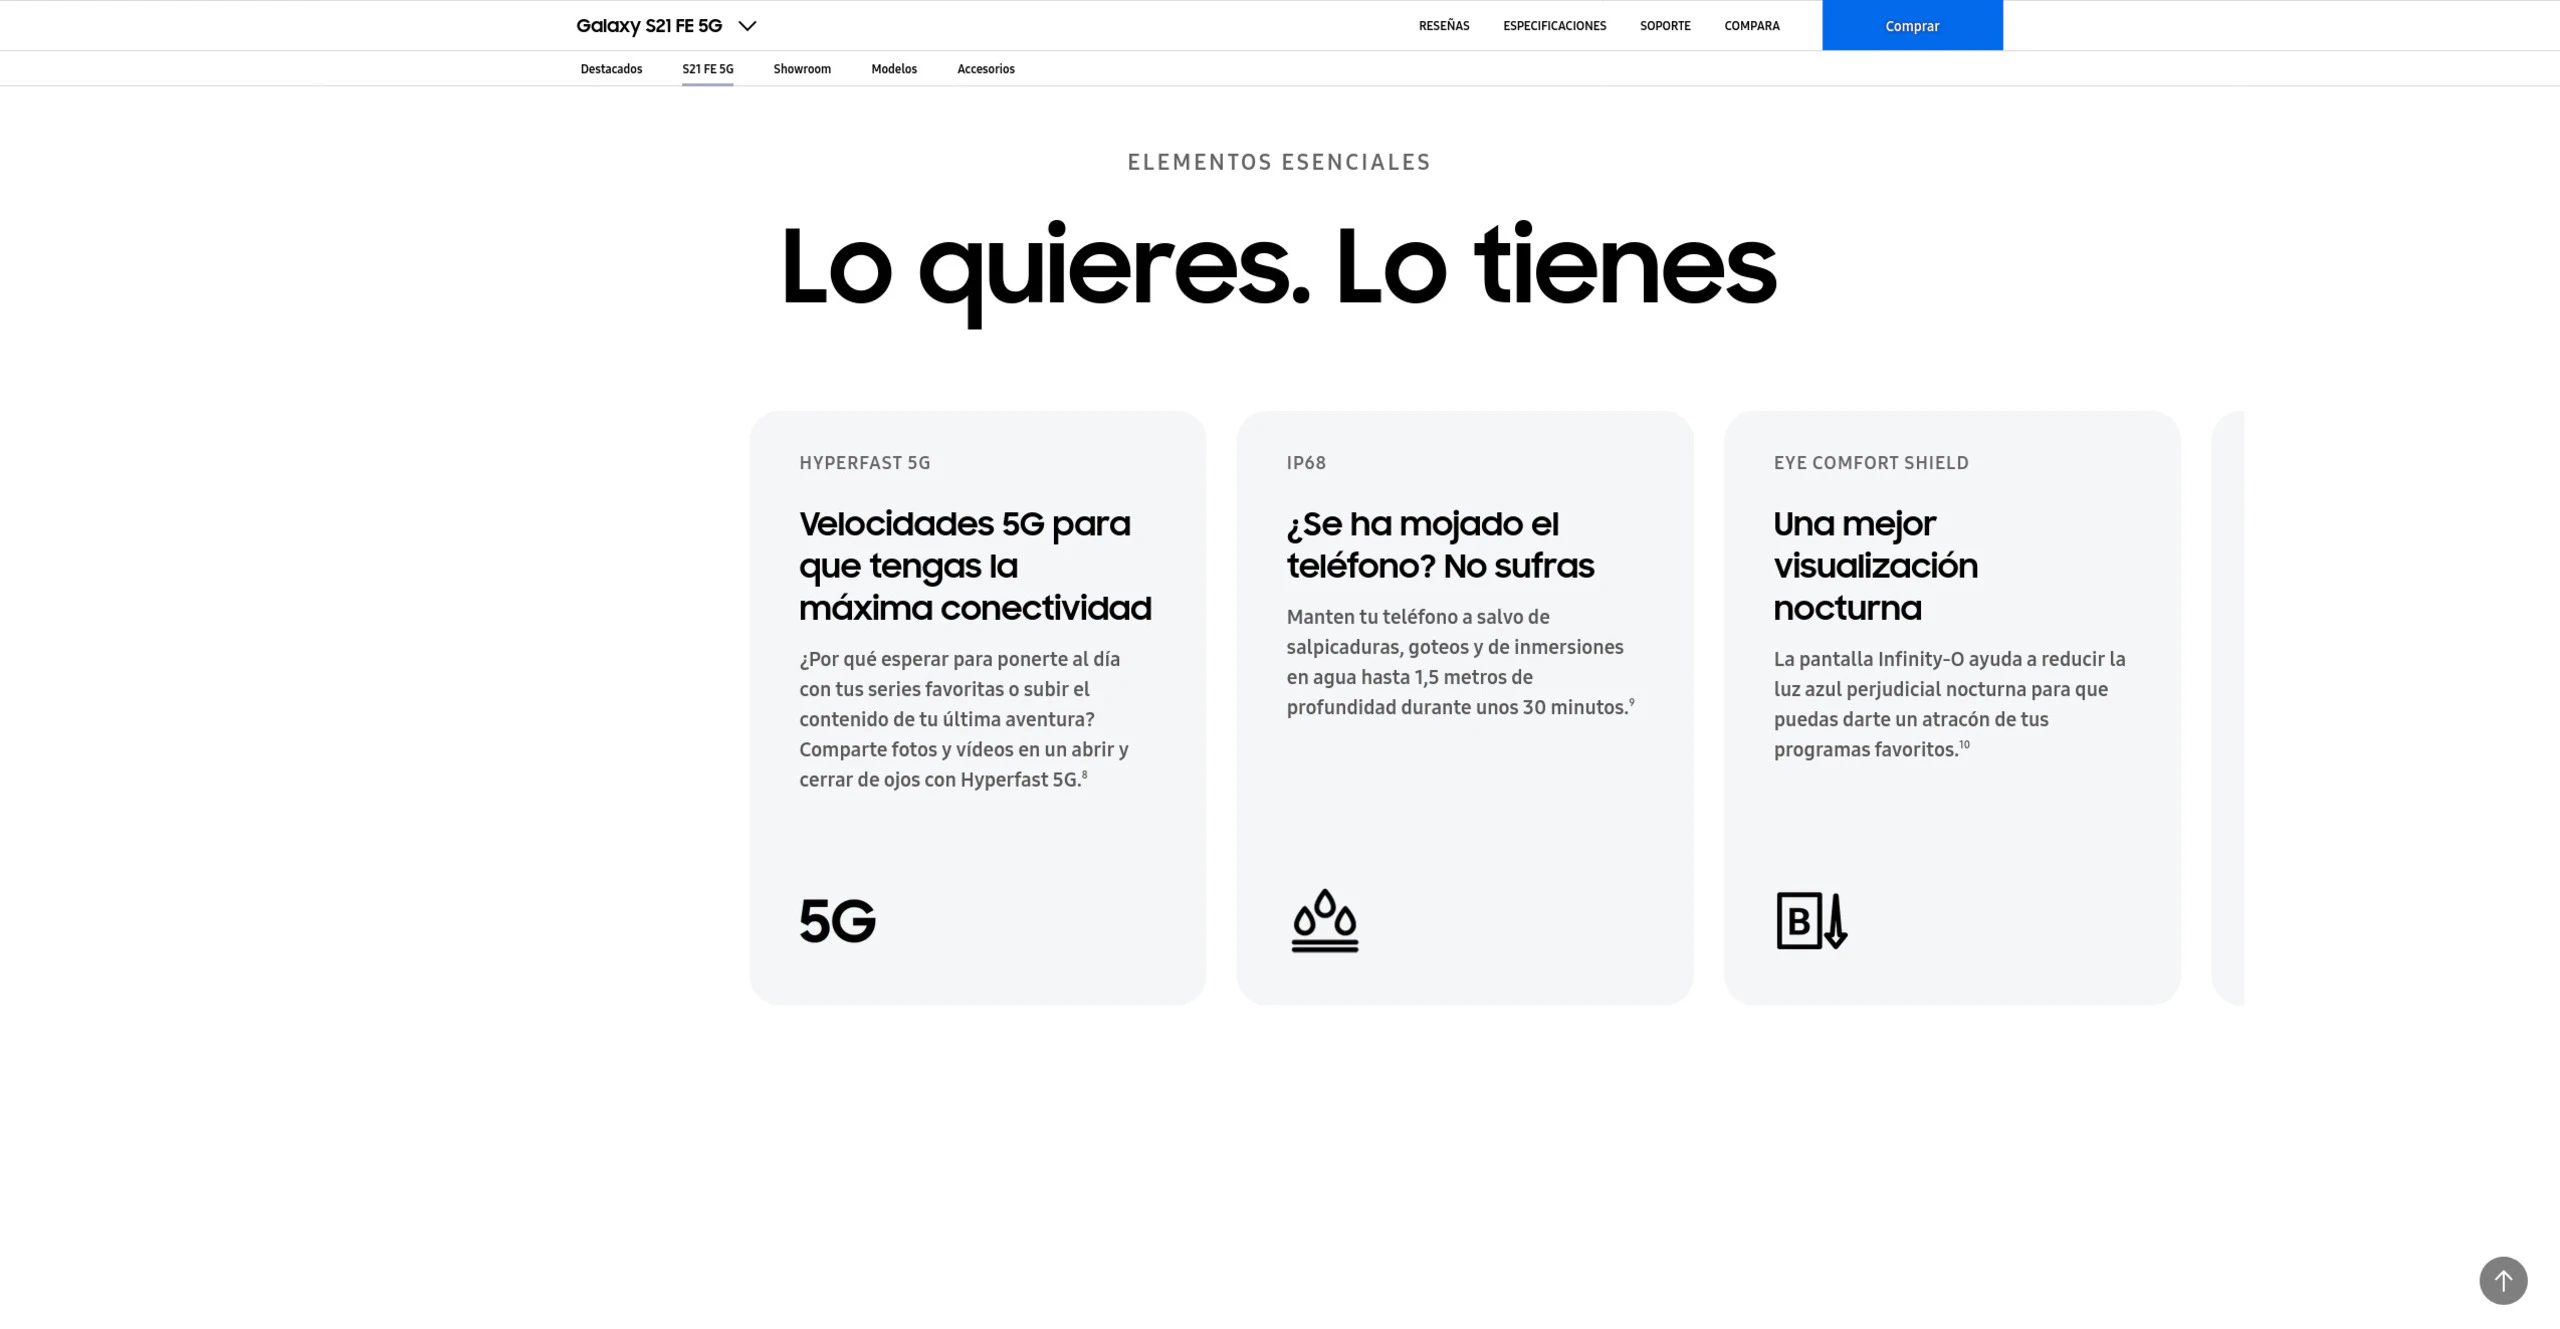 Galaxy S21 FE 5G
RESEÑAS
ESPECIFICACIONES
SOPORTE
COMPARA
Comprar
Destacados
S21 FE 5G
Showroom
Modelos
Accesorios
ELEMENTOS ESENCIALES
Lo quieres. Lo tienes
HYPERFAST 5G
Velocidades 5G para
que tengas la
máxima conectividad
¿Por qué esperar para ponerte al día
con tus series favoritas o subir el
contenido de tu última aventura?
Comparte fotos y vídeos en un abrir y
cerrar de ojos con Hyperfast 5G.8
5G
IP68
¿Se ha mojado el
teléfono? No sufras
Manten tu teléfono a salvo de
salpicaduras, goteos y de inmersiones
en agua hasta 1,5 metros de
profundidad durante unos 30 minutos.9
EYE COMFORT SHIELD
Una mejor
visualización
nocturna
La pantalla Infinity-O ayuda a reducir la
luz azul perjudicial nocturna para que
puedas darte un atracón de tus
programas favoritos.10
B